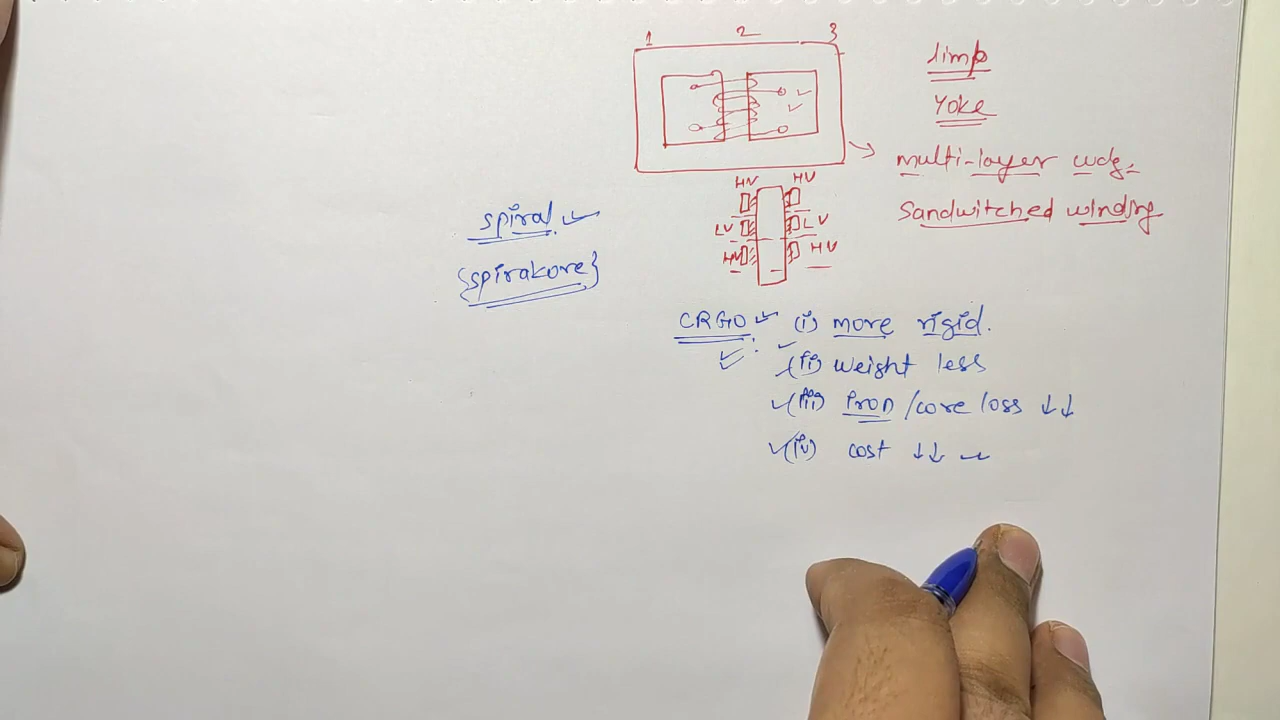 1 2 3
limp
Yoke
multi-layer wdg.
Sandwitched winding
HV HV
LV LV
HV HV
spiral
{spirakore}
CRGO : (i) more rigid.
(ii) weight less
(iii) Iron/core loss ↓↓
(iv) cost ↓↓